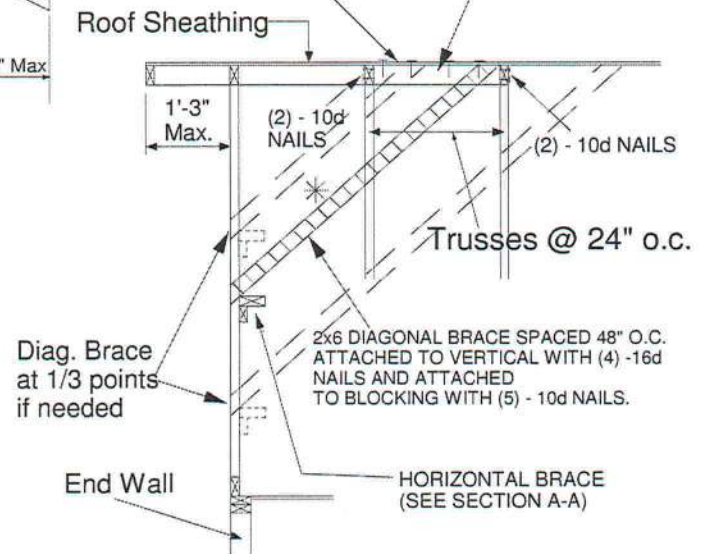 Roof Sheathing
" Max
1'-3"
Max.
(2) - 10d
NAILS
(2) - 10d NAILS
Trusses @ 24" o.c.
2x6 DIAGONAL BRACE SPACED 48" O.C.
ATTACHED TO VERTICAL WITH (4) -16d
NAILS AND ATTACHED
TO BLOCKING WITH (5) - 10d NAILS.
Diag. Brace
at 1/3 points
if needed
End Wall
HORIZONTAL BRACE
(SEE SECTION A-A)